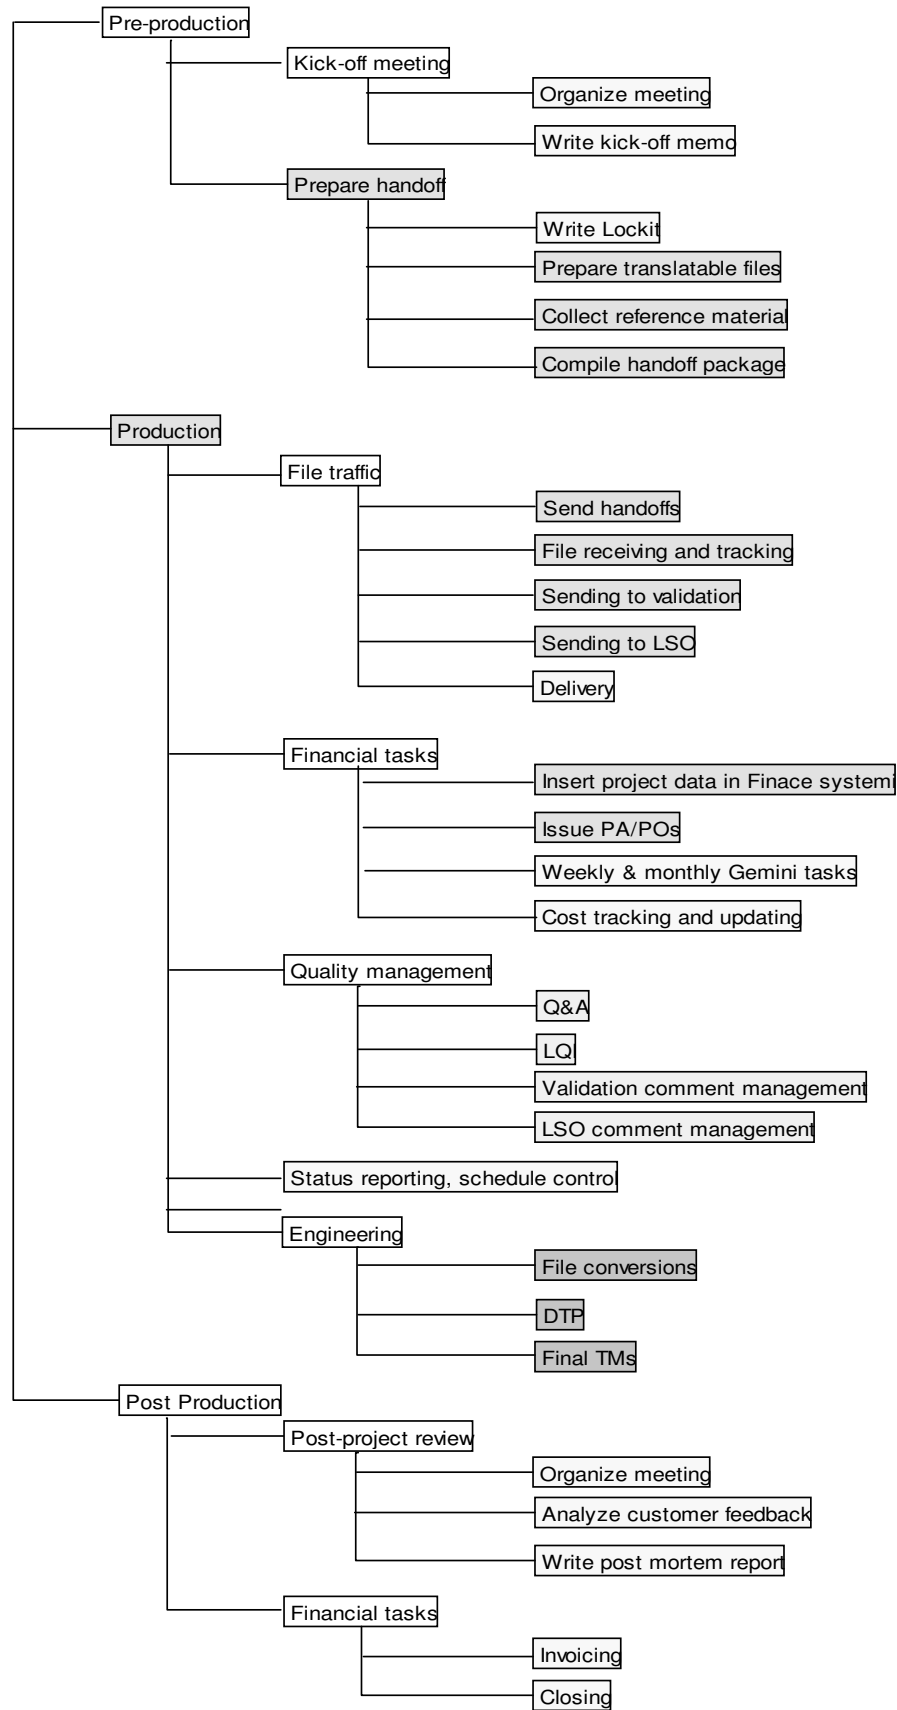 Pre-production
Kick-off meeting
Organize meeting
Write kick-off memo
Prepare handoff
Write Lockit
Prepare translatable files
Collect reference material
Compile handoff package
Production
File traffic
Send handoffs
File receiving and tracking
Sending to validation
Sending to LSO
Delivery
Financial tasks
Insert project data in Finace systemi
Issue PA/POs
Weekly & monthly Gemini tasks
Cost tracking and updating
Quality management
Q&A
LQI
Validation comment management
LSO comment management
Status reporting, schedule control
Engineering
File conversions
DTP
Final TMs
Post Production
Post-project review
Organize meeting
Analyze customer feedback
Write post mortem report
Financial tasks
Invoicing
Closing